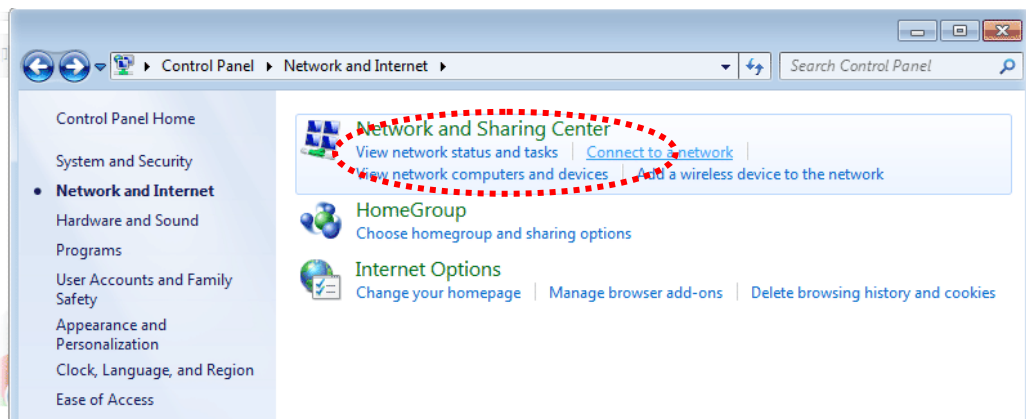 Control Panel Network and Internet Search Control Panel
Control Panel Home
System and Security
Network and Internet
Hardware and Sound
Programs
User Accounts and Family
Safety
Appearance and
Personalization
Clock, Language, and Region
Ease of Access
Network and Sharing Center
View network status and tasks Connect to a network
View network computers and devices Add a wireless device to the network
HomeGroup
Choose homegroup and sharing options
Internet Options
Change your homepage Manage browser add-ons Delete browsing history and cookies